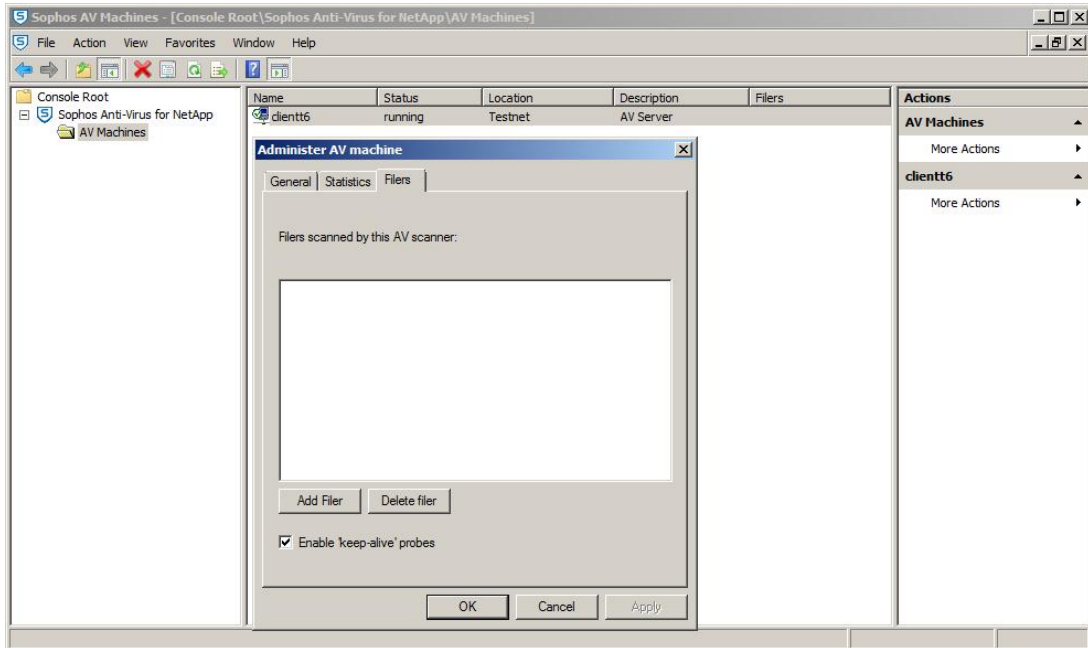 Sophos AV Machines - [Console Root\Sophos Anti-Virus for NetApp\AV Machines]
File Action View Favorites Window Help
Console Root
Sophos Anti-Virus for NetApp
AV Machines
Name Status Location Description Filers
clientt6 running Testnet AV Server
Administer AV machine
General Statistics Filers
Filers scanned by this AV scanner:
Add Filer Delete filer
Enable 'keep-alive' probes
OK Cancel Apply
Actions
AV Machines
More Actions
clientt6
More Actions